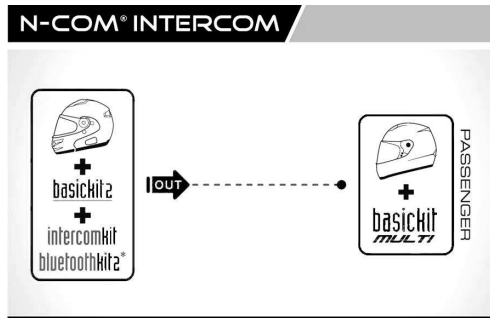 N-COM® INTERCOM
+
basickit2
+
intercomkit
bluetoothkit2*
OUT
+
basickit
MULTI
PASSENGER